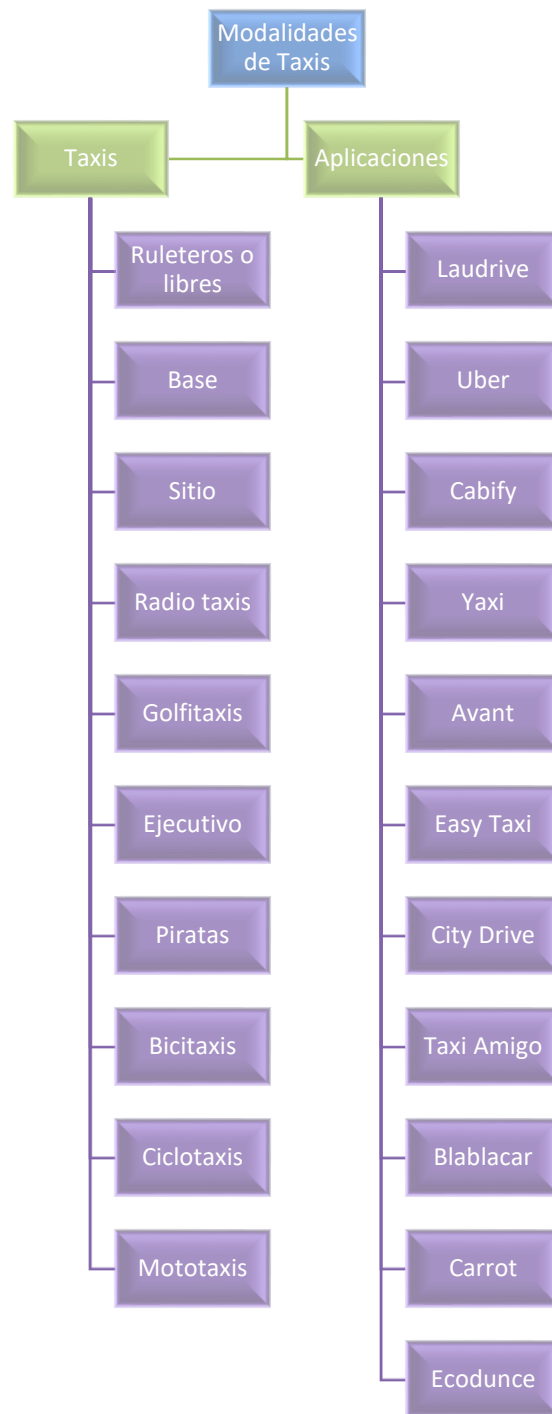 Modalidades
de Taxis
Taxis
Aplicaciones
Ruleteros o
libres
Base
Sitio
Radio taxis
Golfitaxis
Ejecutivo
Piratas
Bicitaxis
Ciclotaxis
Mototaxis
Laudrive
Uber
Cabify
Yaxi
Avant
Easy Taxi
City Drive
Taxi Amigo
Blablacar
Carrot
Ecodunce